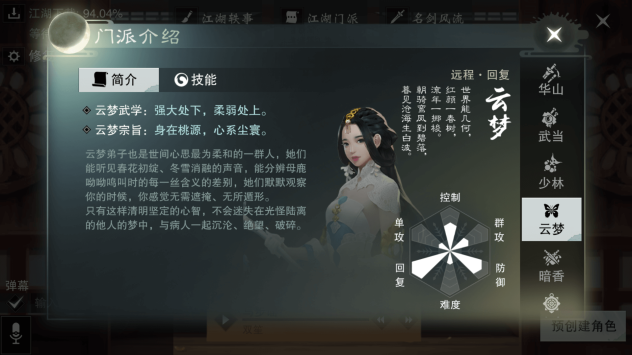 94.04%
江湖轶事
江湖门派
名剑风流
门派介绍
简介
技能
云梦武学：强大处下，柔弱处上。
云梦宗旨：身在桃源，心系尘寰。
云梦弟子也是世间心思最为柔和的一群人，她们
能听见春花初绽、冬雪消融的声音，能分辨母鹿
呦呦鸣叫时的每一丝含义的差别，她们默默观察
你的时候，你感觉无需遮掩、无所遁形。
只有这样清明坚定的心智，不会迷失在光怪陆离
的他人的梦中，与病人一起沉沦、绝望、破碎。
远程·回复
云梦
世界能几何，
红颜一春树，
流年一掷梭。
朝骑鸾凤到碧落，
暮见沧海生白波。
控制
单攻
群攻
回复
防御
难度
华山
武当
少林
云梦
暗香
弹幕
预创建角色